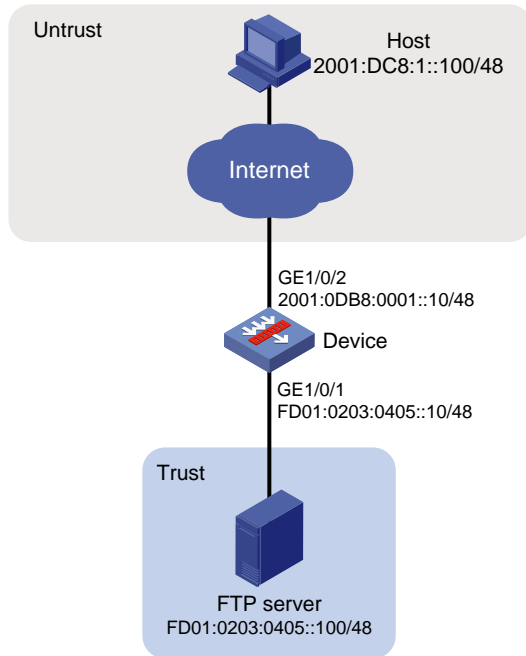 Untrust
Host
2001:DC8:1::100/48
Internet
GE1/0/2
2001:0DB8:0001::10/48
Device
GE1/0/1
FD01:0203:0405::10/48
Trust
FTP server
FD01:0203:0405::100/48